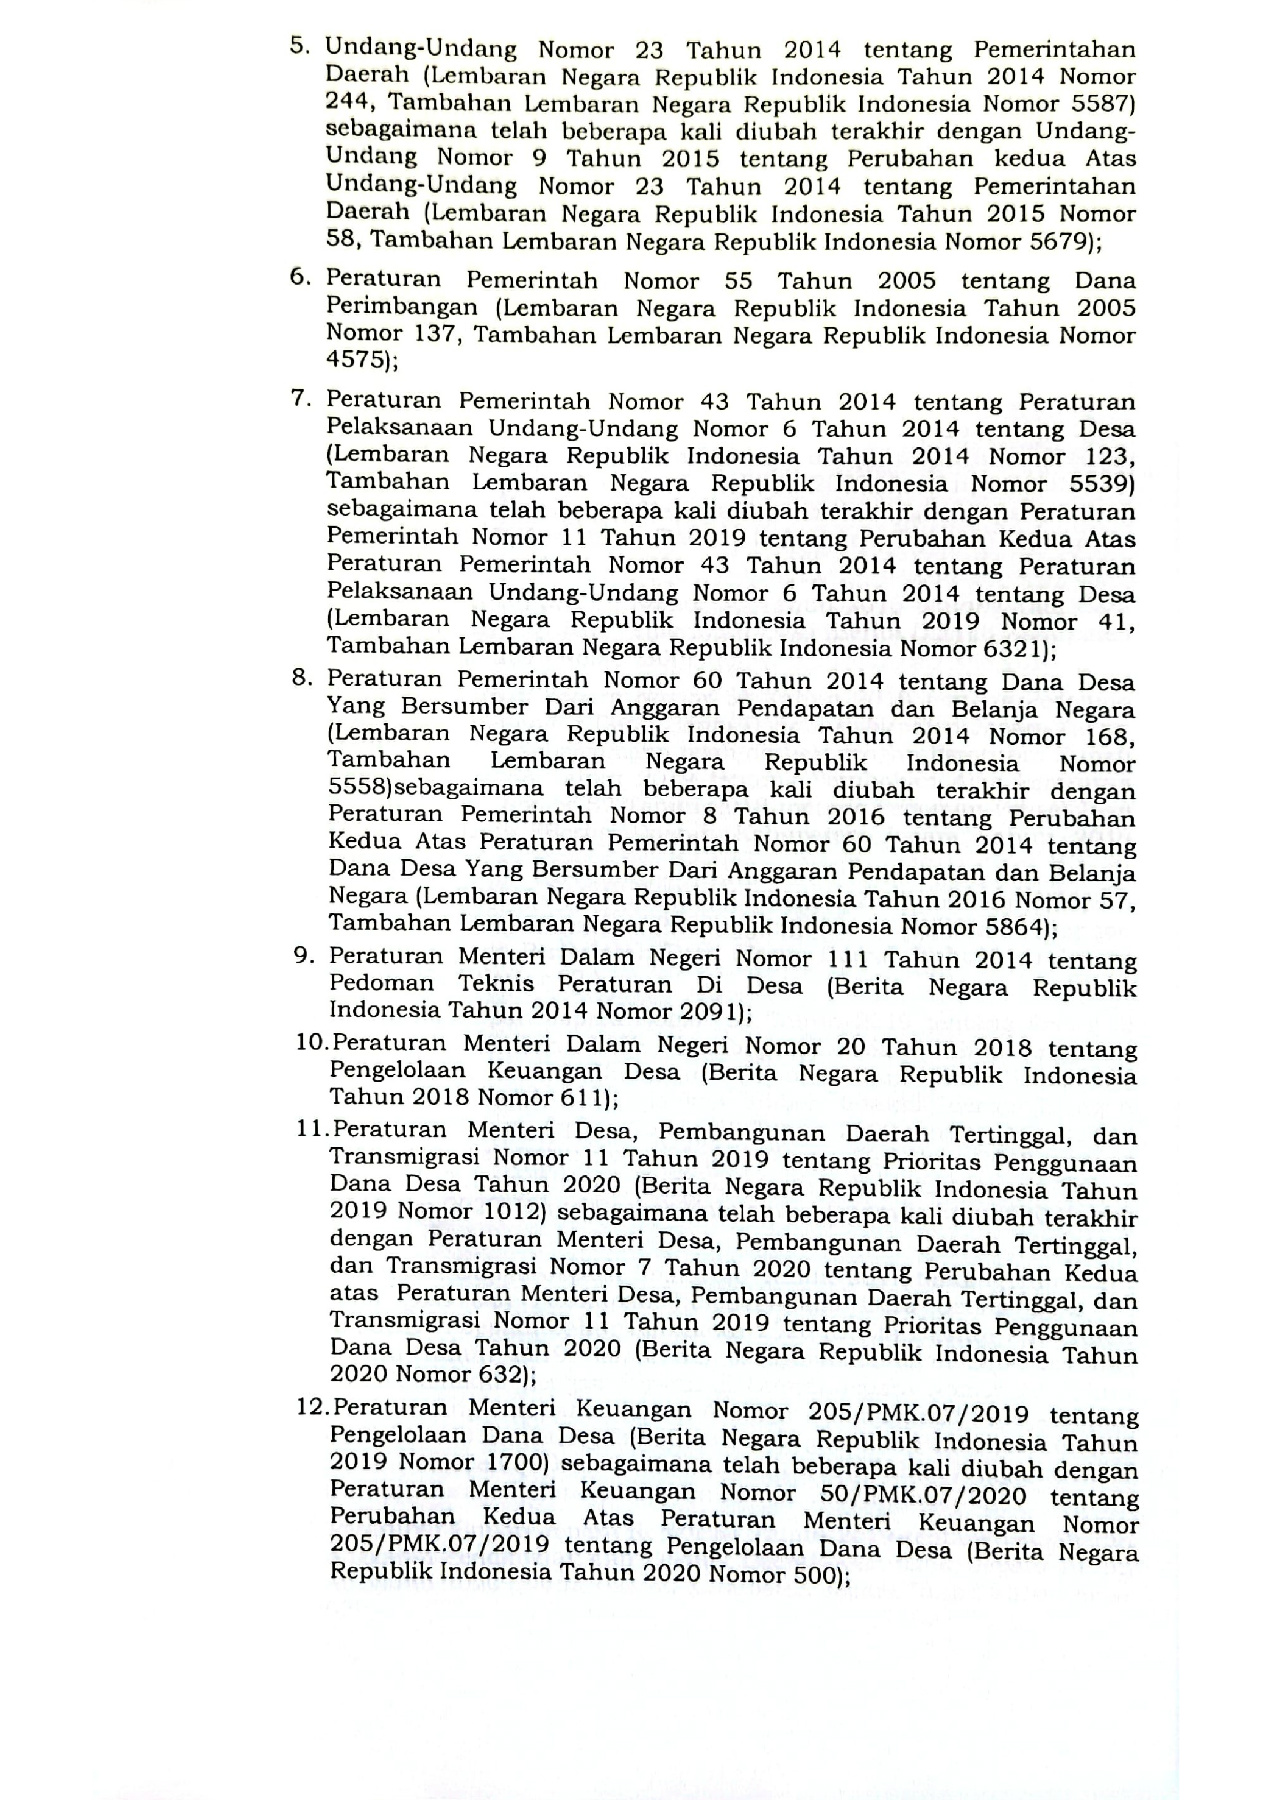 5. Undang-Undang Nomor 23 Tahun 2014 tentang Pemerintahan
Daerah (Lembaran Negara Republik Indonesia Tahun 2014 Nomor
244, Tambahan Lembaran Negara Republik Indonesia Nomor 5587)
sebagaimana telah beberapa kali diubah terakhir dengan Undang-
Undang Nomor 9 Tahun 2015 tentang Perubahan kedua Atas
Undang-Undang Nomor 23 Tahun 2014 tentang Pemerintahan
Daerah (Lembaran Negara Republik Indonesia Tahun 2015 Nomor
58, Tambahan Lembaran Negara Republik Indonesia Nomor 5679);
6. Peraturan Pemerintah Nomor 55 Tahun 2005 tentang Dana
Perimbangan (Lembaran Negara Republik Indonesia Tahun 2005
Nomor 137, Tambahan Lembaran Negara Republik Indonesia Nomor
4575);
7. Peraturan Pemerintah Nomor 43 Tahun 2014 tentang Peraturan
Pelaksanaan Undang-Undang Nomor 6 Tahun 2014 tentang Desa
(Lembaran Negara Republik Indonesia Tahun 2014 Nomor 123,
Tambahan Lembaran Negara Republik Indonesia Nomor 5539)
sebagaimana telah beberapa kali diubah terakhir dengan Peraturan
Pemerintah Nomor 11 Tahun 2019 tentang Perubahan Kedua Atas
Peraturan Pemerintah Nomor 43 Tahun 2014 tentang Peraturan
Pelaksanaan Undang-Undang Nomor 6 Tahun 2014 tentang Desa
(Lembaran Negara Republik Indonesia Tahun 2019 Nomor 41,
Tambahan Lembaran Negara Republik Indonesia Nomor 6321);
8. Peraturan Pemerintah Nomor 60 Tahun 2014 tentang Dana Desa
Yang Bersumber Dari Anggaran Pendapatan dan Belanja Negara
(Lembaran Negara Republik Indonesia Tahun 2014 Nomor 168,
Tambahan Lembaran Negara Republik Indonesia Nomor
5558)sebagaimana telah beberapa kali diubah terakhir dengan
Peraturan Pemerintah Nomor 8 Tahun 2016 tentang Perubahan
Kedua Atas Peraturan Pemerintah Nomor 60 Tahun 2014 tentang
Dana Desa Yang Bersumber Dari Anggaran Pendapatan dan Belanja
Negara (Lembaran Negara Republik Indonesia Tahun 2016 Nomor 57,
Tambahan Lembaran Negara Republik Indonesia Nomor 5864);
9. Peraturan Menteri Dalam Negeri Nomor 111 Tahun 2014 tentang
Pedoman Teknis Peraturan Di Desa (Berita Negara Republik
Indonesia Tahun 2014 Nomor 2091);
10.Peraturan Menteri Dalam Negeri Nomor 20 Tahun 2018 tentang
Pengelolaan Keuangan Desa (Berita Negara Republik Indonesia
Tahun 2018 Nomor 611);
11.Peraturan Menteri Desa, Pembangunan Daerah Tertinggal, dan
Transmigrasi Nomor 11 Tahun 2019 tentang Prioritas Penggunaan
Dana Desa Tahun 2020 (Berita Negara Republik Indonesia Tahun
2019 Nomor 1012) sebagaimana telah beberapa kali diubah terakhir
dengan Peraturan Menteri Desa, Pembangunan Daerah Tertinggal,
dan Transmigrasi Nomor 7 Tahun 2020 tentang Perubahan Kedua
atas Peraturan Menteri Desa, Pembangunan Daerah Tertinggal, dan
Transmigrasi Nomor 11 Tahun 2019 tentang Prioritas Penggunaan
Dana Desa Tahun 2020 (Berita Negara Republik Indonesia Tahun
2020 Nomor 632);
12.Peraturan Menteri Keuangan Nomor 205/PMK.07/2019 tentang
Pengelolaan Dana Desa (Berita Negara Republik Indonesia Tahun
2019 Nomor 1700) sebagaimana telah beberapa kali diubah dengan
Peraturan Menteri Keuangan Nomor 50/PMK.07/2020 tentang
Perubahan Kedua Atas Peraturan Menteri Keuangan Nomor
205/PMK.07/2019 tentang Pengelolaan Dana Desa (Berita Negara
Republik Indonesia Tahun 2020 Nomor 500);